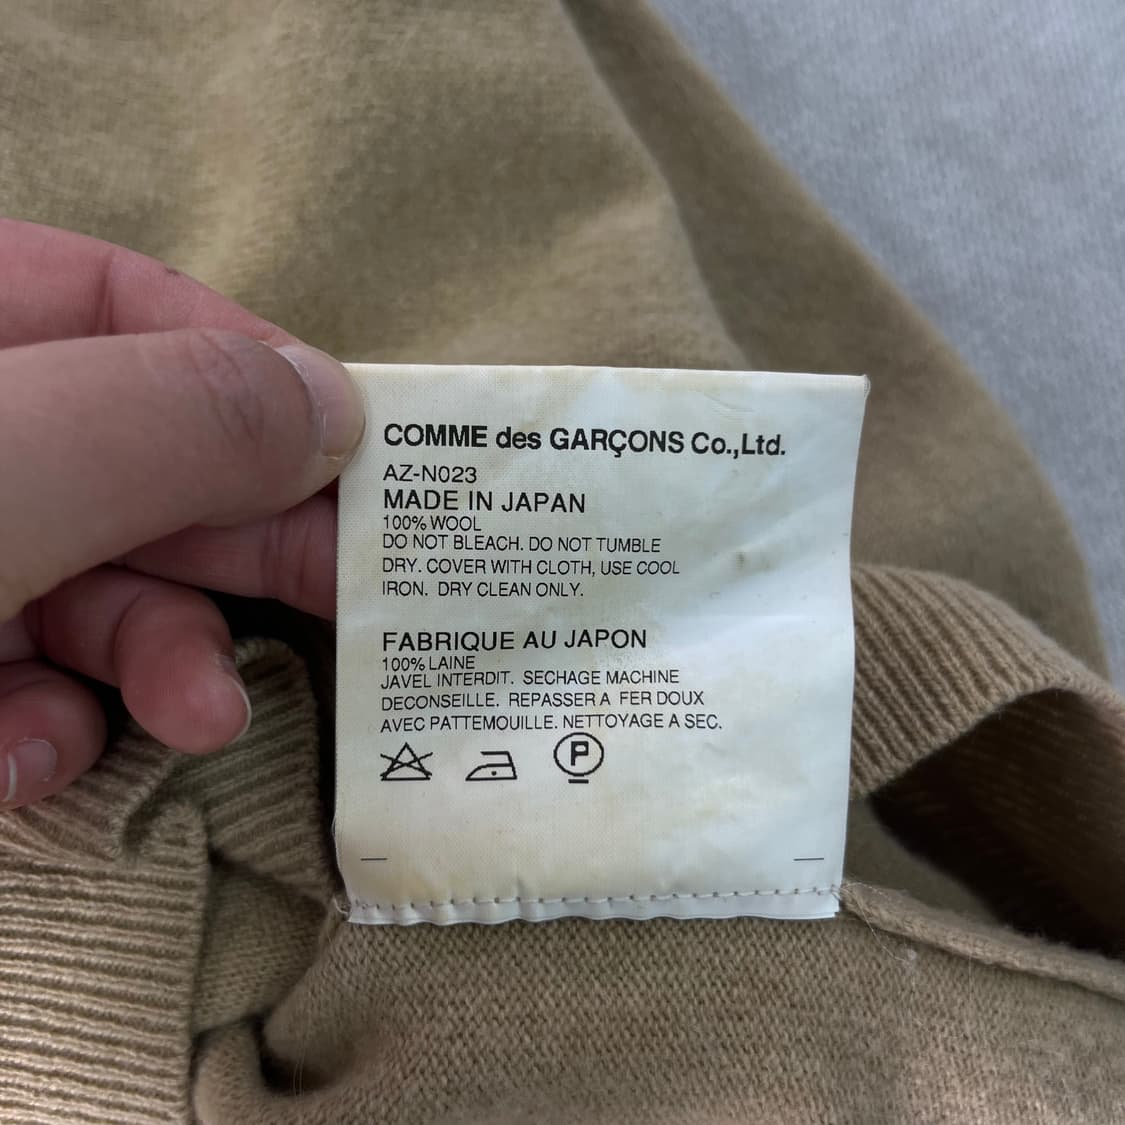 COMME des GARÇONS Co.,Ltd.
AZ-N023
MADE IN JAPAN
100% WOOL
DO NOT BLEACH. DO NOT TUMBLE
DRY. COVER WITH CLOTH, USE COOL
IRON. DRY CLEAN ONLY.
FABRIQUE AU JAPON
100% LAINE
JAVEL INTERDIT. SECHAGE MACHINE
DECONSEILLE. REPASSER A FER DOUX
AVEC PATTEMOUILLE. NETTOYAGE A SEC.
P